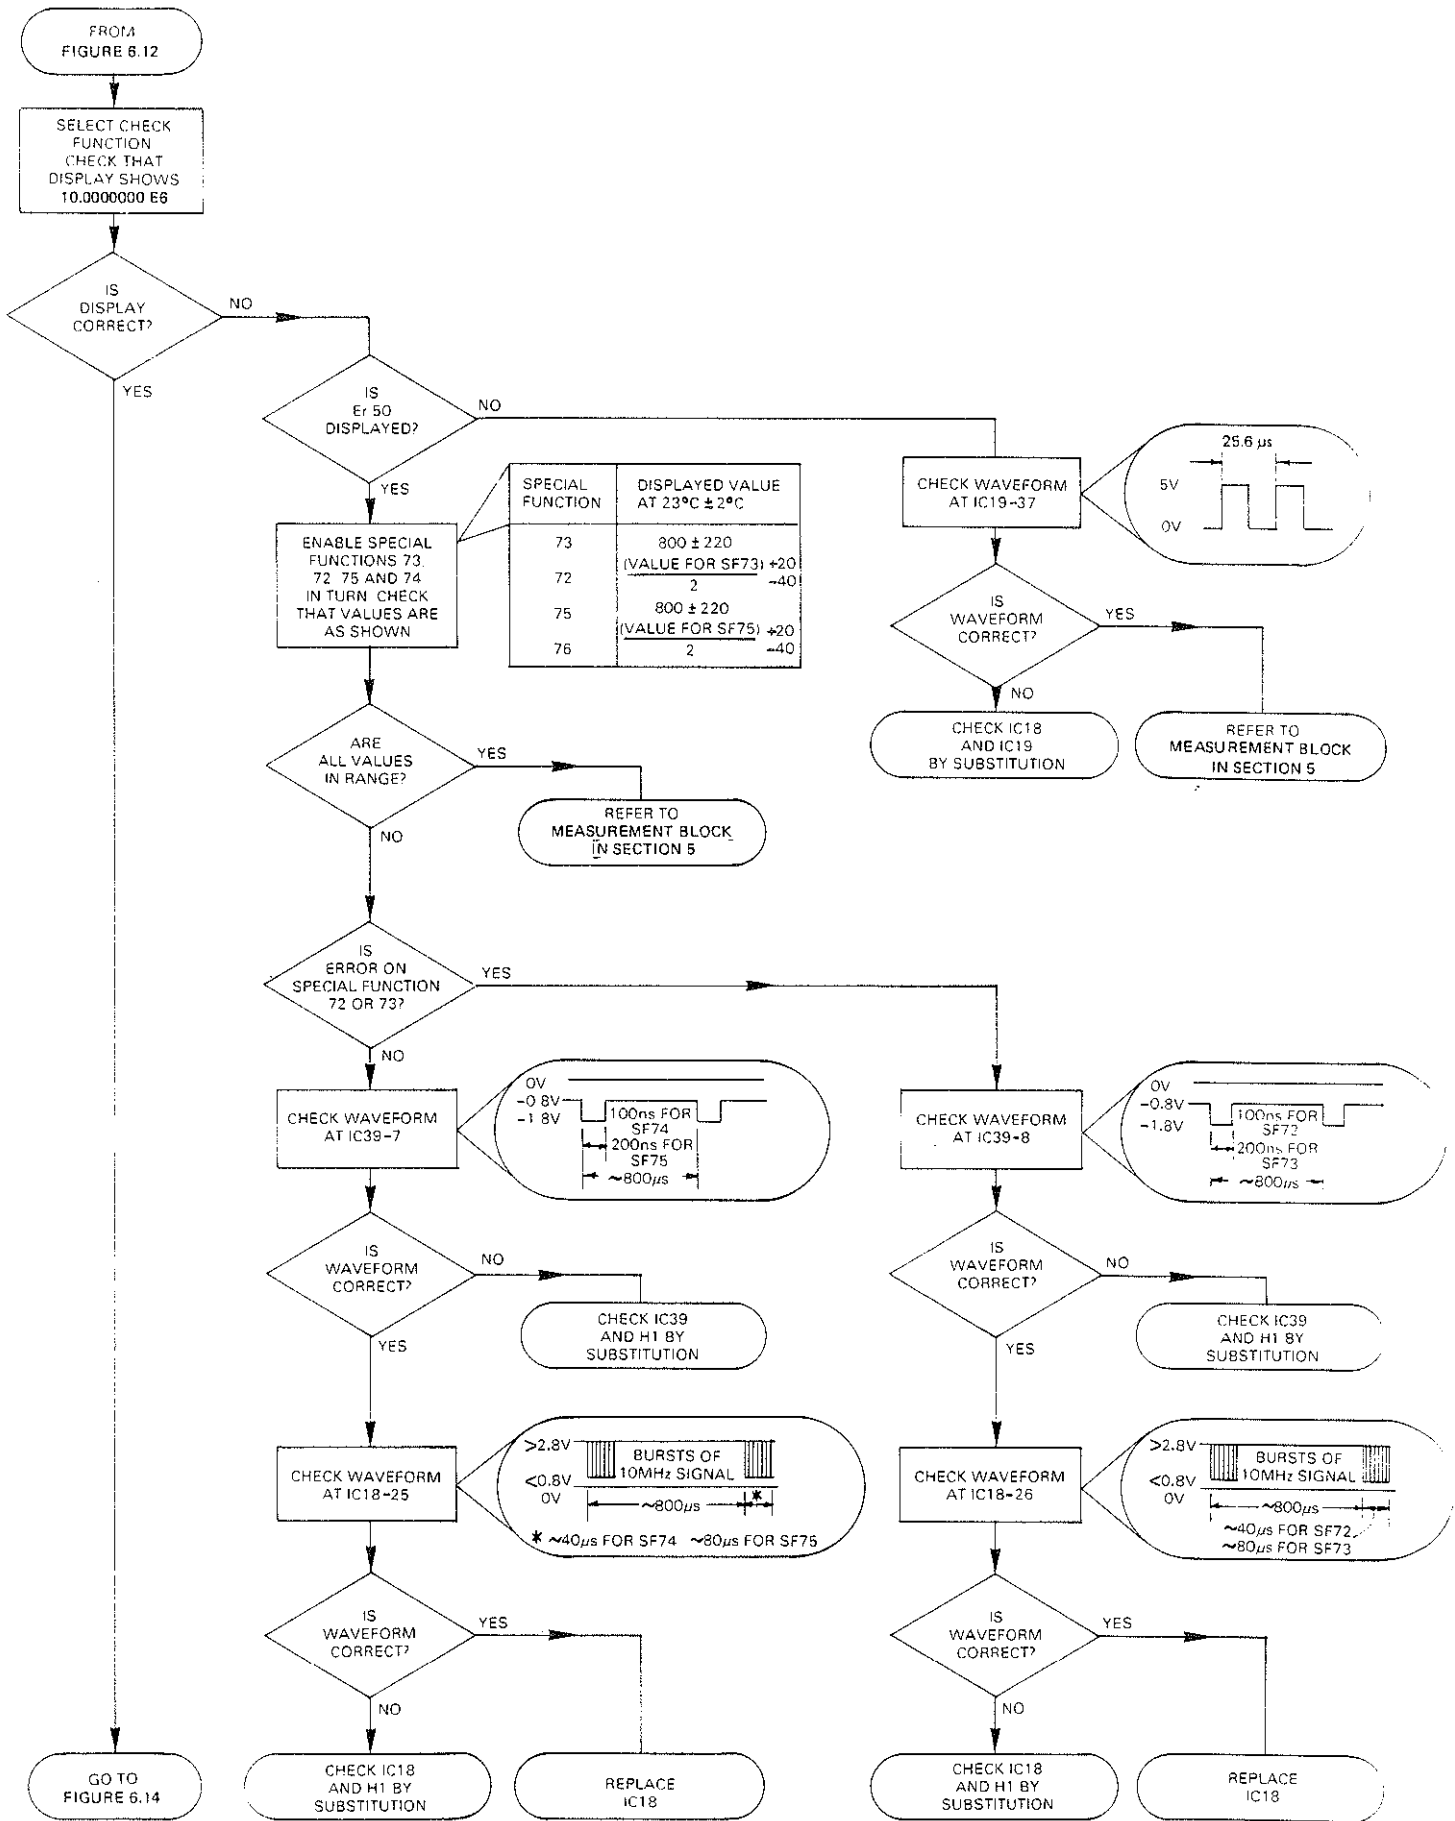 FROM
FIGURE 6.12
SELECT CHECK
FUNCTION
CHECK THAT
DISPLAY SHOWS
10.0000000 E6
IS
DISPLAY
CORRECT?
NO
YES
IS
Er 50
DISPLAYED?
NO
YES
ENABLE SPECIAL
FUNCTIONS 73
72 75 AND 74
IN TURN CHECK
THAT VALUES ARE
AS SHOWN
SPECIAL
FUNCTION
DISPLAYED VALUE
AT 23°C ± 2°C
73 800 ± 220
72 (VALUE FOR SF73) +20
2 -40
75 800 ± 220
76 (VALUE FOR SF75) +20
2 -40
CHECK WAVEFORM
AT IC19-37
25.6 µs
5V
0V
IS
WAVEFORM
CORRECT?
YES
NO
CHECK IC18
AND IC19
BY SUBSTITUTION
REFER TO
MEASUREMENT BLOCK
IN SECTION 5
ARE
ALL VALUES
IN RANGE?
YES
NO
REFER TO
MEASUREMENT BLOCK
IN SECTION 5
IS
ERROR ON
SPECIAL FUNCTION
72 OR 73?
YES
NO
CHECK WAVEFORM
AT IC39-7
0V
-0.8V
-1.8V
100ns FOR
SF74
200ns FOR
SF75
~800µs
CHECK WAVEFORM
AT IC39-8
0V
-0.8V
-1.8V
100ns FOR
SF72
200ns FOR
SF73
~800µs
IS
WAVEFORM
CORRECT?
NO
YES
CHECK IC39
AND H1 BY
SUBSTITUTION
IS
WAVEFORM
CORRECT?
NO
YES
CHECK IC39
AND H1 BY
SUBSTITUTION
CHECK WAVEFORM
AT IC18-25
>2.8V
<0.8V
0V
BURSTS OF
10MHz SIGNAL
~800µs *
* ~40µs FOR SF74 ~80µs FOR SF75
CHECK WAVEFORM
AT IC18-26
>2.8V
<0.8V
0V
BURSTS OF
10MHz SIGNAL
~800µs
~40µs FOR SF72
~80µs FOR SF73
IS
WAVEFORM
CORRECT?
YES
NO
IS
WAVEFORM
CORRECT?
YES
NO
GO TO
FIGURE 6.14
CHECK IC18
AND H1 BY
SUBSTITUTION
REPLACE
IC18
CHECK IC18
AND H1 BY
SUBSTITUTION
REPLACE
IC18